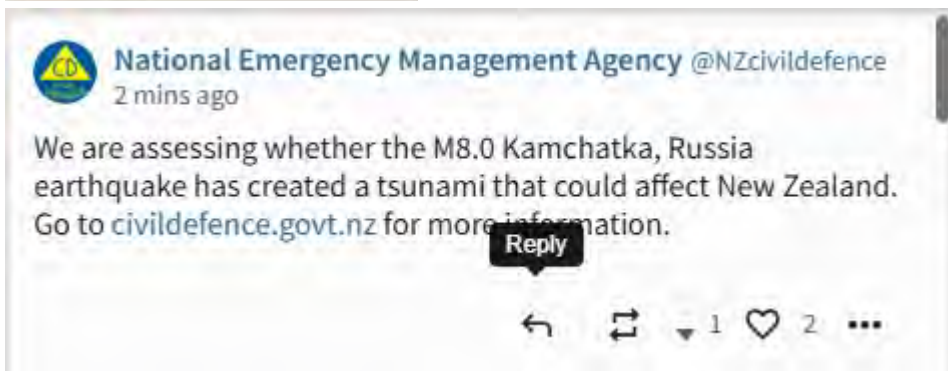 CD
National Emergency Management Agency @NZcivildefence
2 mins ago
We are assessing whether the M8.0 Kamchatka, Russia
earthquake has created a tsunami that could affect New Zealand.
Go to civildefence.govt.nz for more information.
Reply
1 2